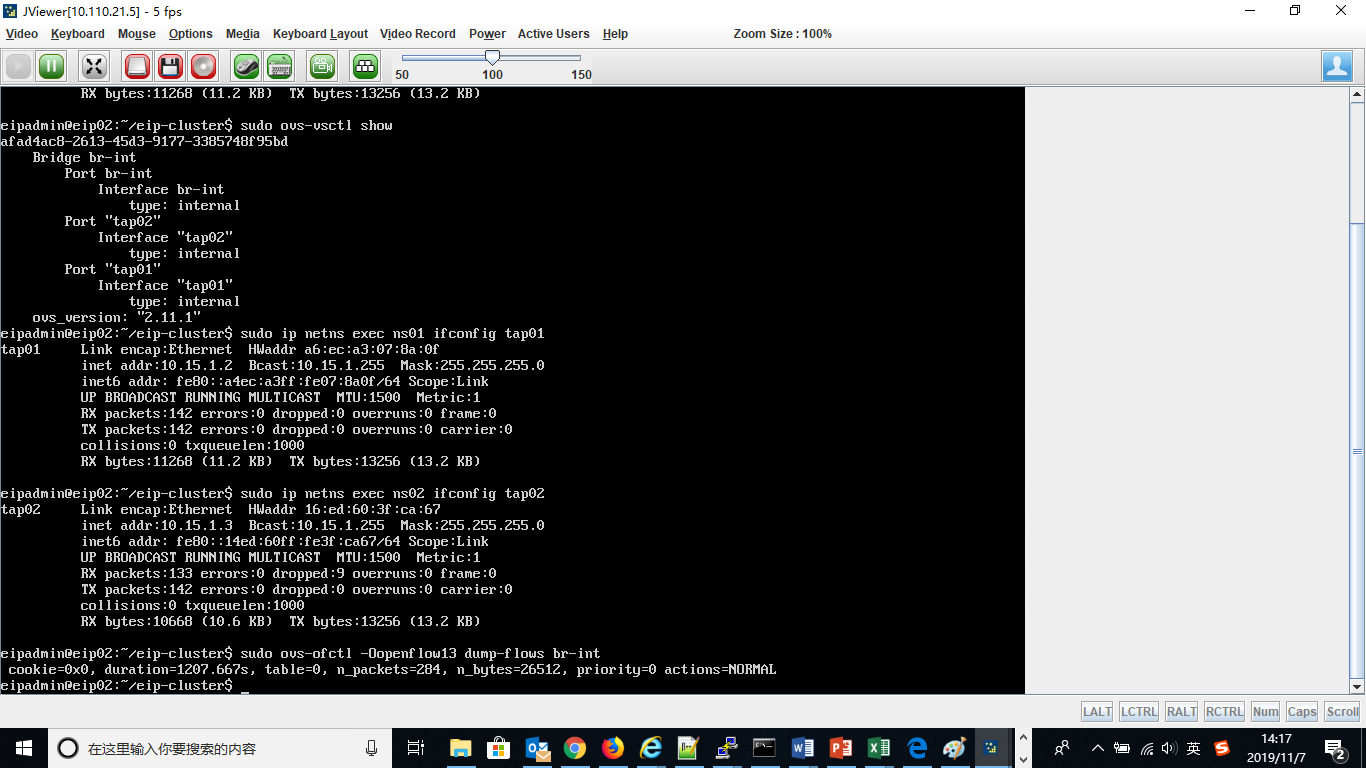 JViewer[10.110.21.5] - 5 fps
Video Keyboard Mouse Options Media Keyboard Layout Video Record Power Active Users Help Zoom Size : 100%
50 100 150
RX bytes:11268 (11.2 KB) TX bytes:13256 (13.2 KB)
eipadmin@eip02:~/eip-cluster$ sudo ovs-vsctl show
afad4ac8-2613-45d3-9177-3385748f95bd
Bridge br-int
Port br-int
Interface br-int
type: internal
Port "tap02"
Interface "tap02"
type: internal
Port "tap01"
Interface "tap01"
type: internal
ovs_version: "2.11.1"
eipadmin@eip02:~/eip-cluster$ sudo ip netns exec ns01 ifconfig tap01
tap01 Link encap:Ethernet HWaddr a6:ec:a3:07:8a:0f
inet addr:10.15.1.2 Bcast:10.15.1.255 Mask:255.255.255.0
inet6 addr: fe80::a4ec:a3ff:fe07:8a0f/64 Scope:Link
UP BROADCAST RUNNING MULTICAST MTU:1500 Metric:1
RX packets:142 errors:0 dropped:0 overruns:0 frame:0
TX packets:142 errors:0 dropped:0 overruns:0 carrier:0
collisions:0 txqueuelen:1000
RX bytes:11268 (11.2 KB) TX bytes:13256 (13.2 KB)
eipadmin@eip02:~/eip-cluster$ sudo ip netns exec ns02 ifconfig tap02
tap02 Link encap:Ethernet HWaddr 16:ed:60:3f:ca:67
inet addr:10.15.1.3 Bcast:10.15.1.255 Mask:255.255.255.0
inet6 addr: fe80::14ed:60ff:fe3f:ca67/64 Scope:Link
UP BROADCAST RUNNING MULTICAST MTU:1500 Metric:1
RX packets:133 errors:0 dropped:9 overruns:0 frame:0
TX packets:142 errors:0 dropped:0 overruns:0 carrier:0
collisions:0 txqueuelen:1000
RX bytes:10668 (10.6 KB) TX bytes:13256 (13.2 KB)
eipadmin@eip02:~/eip-cluster$ sudo ovs-ofctl -Oopenflow13 dump-flows br-int
cookie=0x0, duration=1207.667s, table=0, n_packets=284, n_bytes=26512, priority=0 actions=NORMAL
eipadmin@eip02:~/eip-cluster$ _
LALT LCTRL RALT RCTRL Num Caps Scroll
在这里输入你要搜索的内容
英
14:17
2019/11/7
2